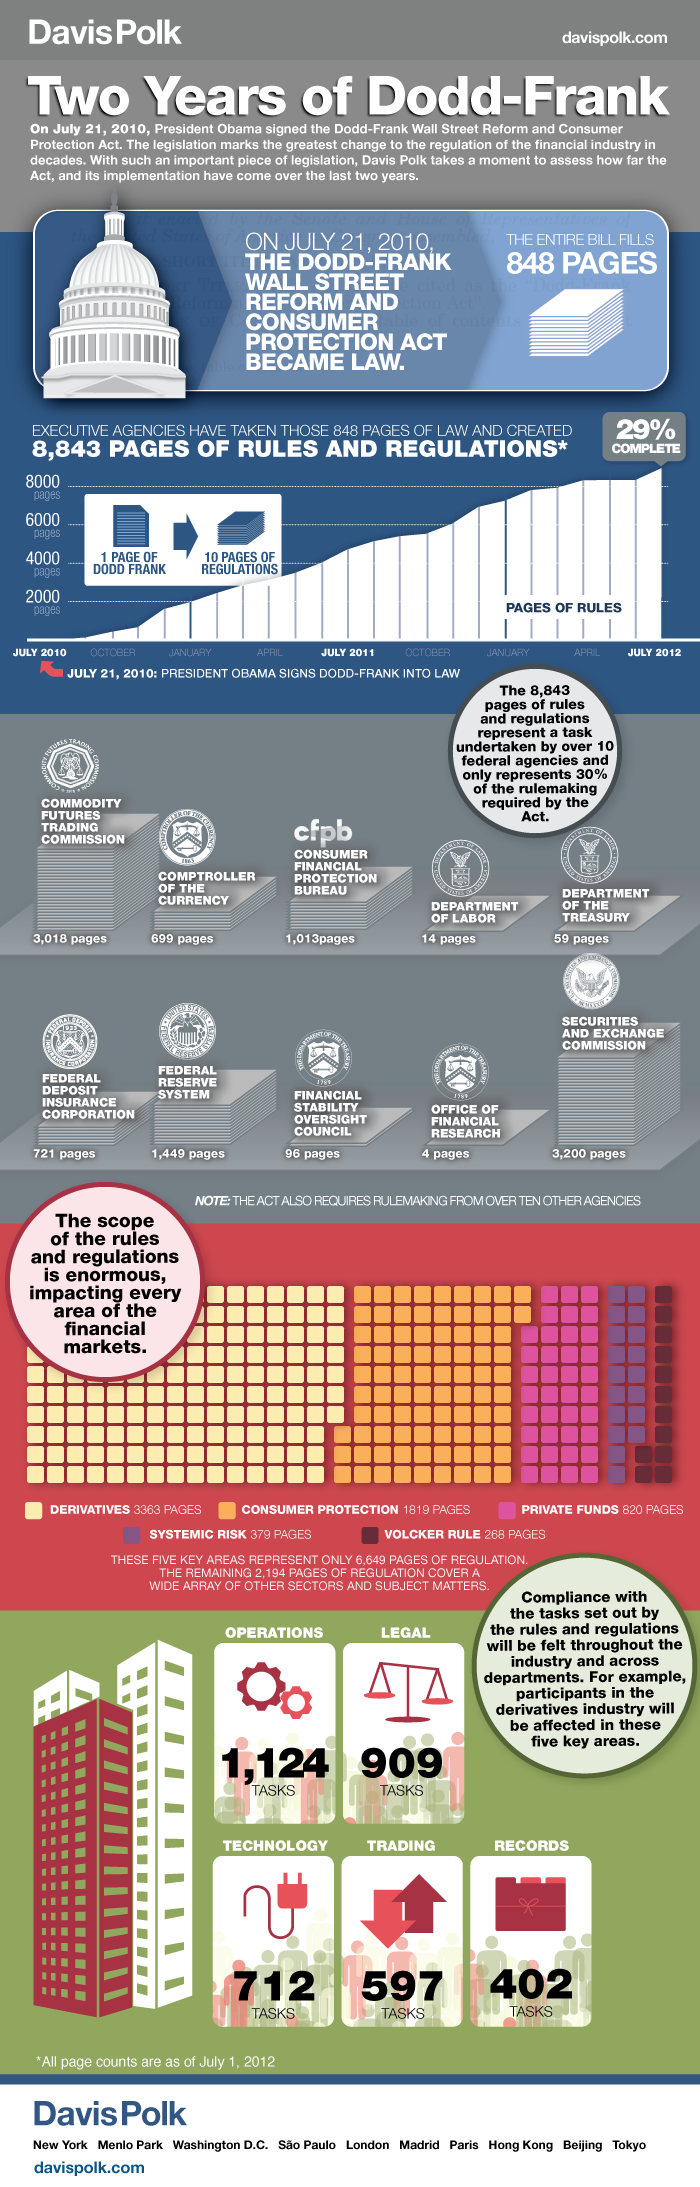 Davis Polk
davispolk.com
Two Years of Dodd-Frank
On July 21, 2010, President Obama signed the Dodd-Frank Wall Street Reform and Consumer
Protection Act. The legislation marks the greatest change to the regulation of the financial industry in
decades. With such an important piece of legislation, Davis Polk takes a moment to assess how far the
Act, and its implementation have come over the last two years.
ON JULY 21, 2010,
THE DODD-FRANK
WALL STREET
REFORM AND
CONSUMER
PROTECTION ACT
BECAME LAW.
THE ENTIRE BILL FILLS
848 PAGES
EXECUTIVE AGENCIES HAVE TAKEN THOSE 848 PAGES OF LAW AND CREATED
8,843 PAGES OF RULES AND REGULATIONS*
29%
COMPLETE
8000
pages
6000
pages
4000
pages
2000
pages
1 PAGE OF
DODD FRANK
10 PAGES OF
REGULATIONS
PAGES OF RULES
JULY 2010 OCTOBER JANUARY APRIL JULY 2011 OCTOBER JANUARY APRIL JULY 2012
JULY 21, 2010: PRESIDENT OBAMA SIGNS DODD-FRANK INTO LAW
The 8,843
pages of rules
and regulations
represent a task
undertaken by over 10
federal agencies and
only represents 30%
of the rulemaking
required by the
Act.
COMMODITY
FUTURES
TRADING
COMMISSION
3,018 pages
COMPTROLLER
OF THE
CURRENCY
699 pages
cfpb
CONSUMER
FINANCIAL
PROTECTION
BUREAU
1,013pages
DEPARTMENT
OF LABOR
14 pages
DEPARTMENT
OF THE
TREASURY
59 pages
FEDERAL
DEPOSIT
INSURANCE
CORPORATION
721 pages
FEDERAL
RESERVE
SYSTEM
1,449 pages
FINANCIAL
STABILITY
OVERSIGHT
COUNCIL
96 pages
OFFICE OF
FINANCIAL
RESEARCH
4 pages
SECURITIES
AND EXCHANGE
COMMISSION
3,200 pages
NOTE: THE ACT ALSO REQUIRES RULEMAKING FROM OVER TEN OTHER AGENCIES
The scope
of the rules
and regulations
is enormous,
impacting every
area of the
financial
markets.
DERIVATIVES 3363 PAGES CONSUMER PROTECTION 1819 PAGES PRIVATE FUNDS 820 PAGES
SYSTEMIC RISK 379 PAGES VOLCKER RULE 268 PAGES
THESE FIVE KEY AREAS REPRESENT ONLY 6,649 PAGES OF REGULATION.
THE REMAINING 2,194 PAGES OF REGULATION COVER A
WIDE ARRAY OF OTHER SECTORS AND SUBJECT MATTERS.
Compliance with
the tasks set out by
the rules and regulations
will be felt throughout the
industry and across
departments. For example,
participants in the
derivatives industry will
be affected in these
five key areas.
OPERATIONS
1,124
TASKS
LEGAL
909
TASKS
TECHNOLOGY
712
TASKS
TRADING
597
TASKS
RECORDS
402
TASKS
*All page counts are as of July 1, 2012
Davis Polk
New York Menlo Park Washington D.C. São Paulo London Madrid Paris Hong Kong Beijing Tokyo
davispolk.com